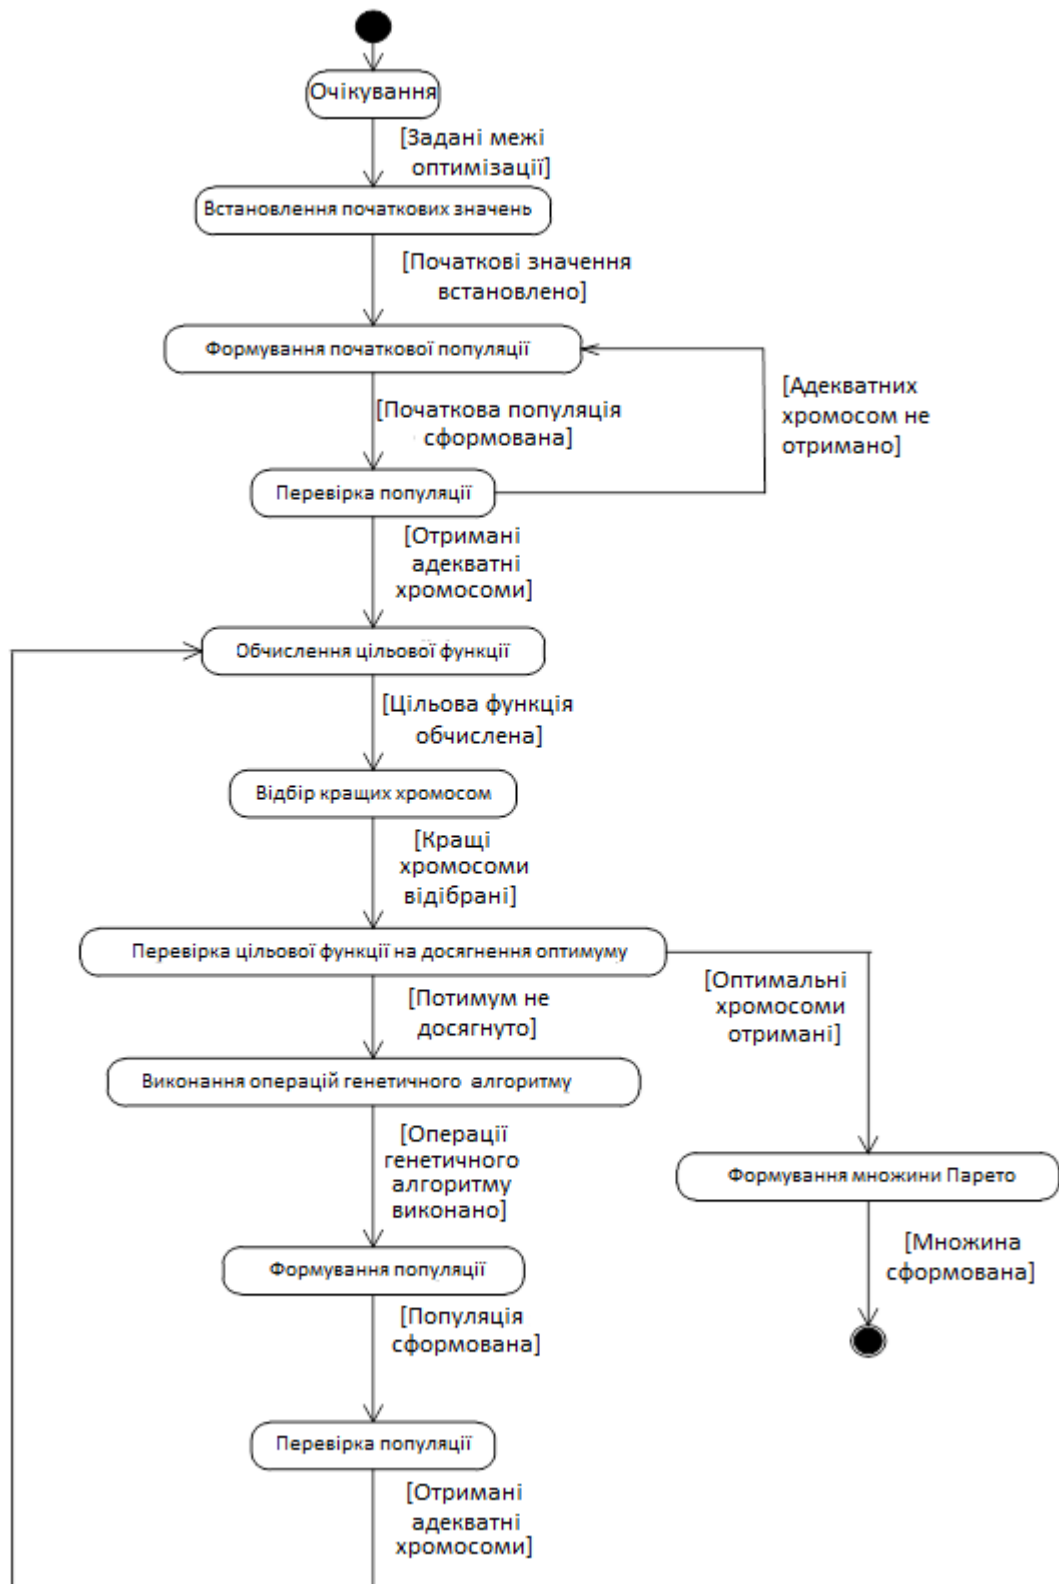 Очікування
[Задані межі
оптимізації]
Встановлення початкових значень
[Початкові значення
встановлено]
Формування початкової популяції
[Адекватних
хромосом не
отримано]
[Початкова популяція
сформована]
Перевірка популяції
[Отримані
адекватні
хромосоми]
Обчислення цільової функції
[Цільова функція
обчислена]
Відбір кращих хромосом
[Кращі
хромосоми
відібрані]
Перевірка цільової функції на досягнення оптимуму
[Потимум не
досягнуто]
[Оптимальні
хромосоми
отримані]
Виконання операцій генетичного алгоритму
[Операції
генетичного
алгоритму
виконано]
Формування множини Парето
[Множина
сформована]
Формування популяції
[Популяція
сформована]
Перевірка популяції
[Отримані
адекватні
хромосоми]